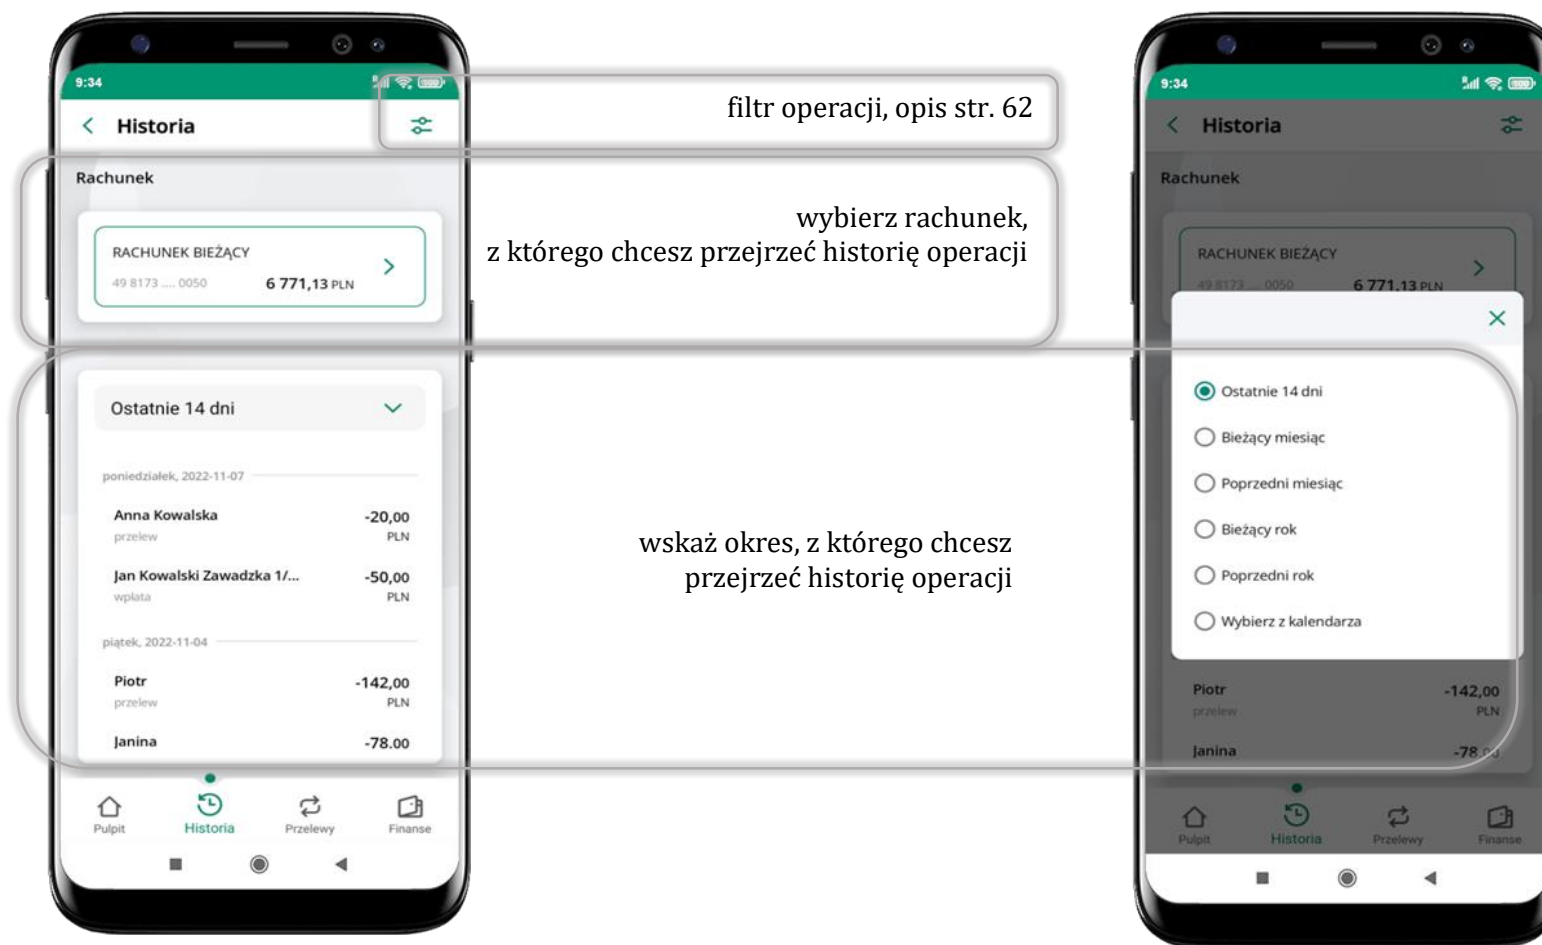 9:34
Historia
Rachunek
RACHUNEK BIEŻĄCY
49 8173 .... 0050 6 771,13 PLN
Ostatnie 14 dni
poniedziałek, 2022-11-07
Anna Kowalska -20,00
przelew PLN
Jan Kowalski Zawadzka 1/... -50,00
wpłata PLN
piątek, 2022-11-04
Piotr -142,00
przelew PLN
Janina -78.00
Pulpit Historia Przelewy Finanse
filtr operacji, opis str. 62
wybierz rachunek,
z którego chcesz przejrzeć historię operacji
wskaż okres, z którego chcesz
przejrzeć historię operacji
9:34
Historia
Rachunek
RACHUNEK BIEŻĄCY
49 8173 .... 0050 6 771,13 PLN
Ostatnie 14 dni
Bieżący miesiąc
Poprzedni miesiąc
Bieżący rok
Poprzedni rok
Wybierz z kalendarza
Piotr -142,00
przelew PLN
Janina -78.00
Pulpit Historia Przelewy Finanse